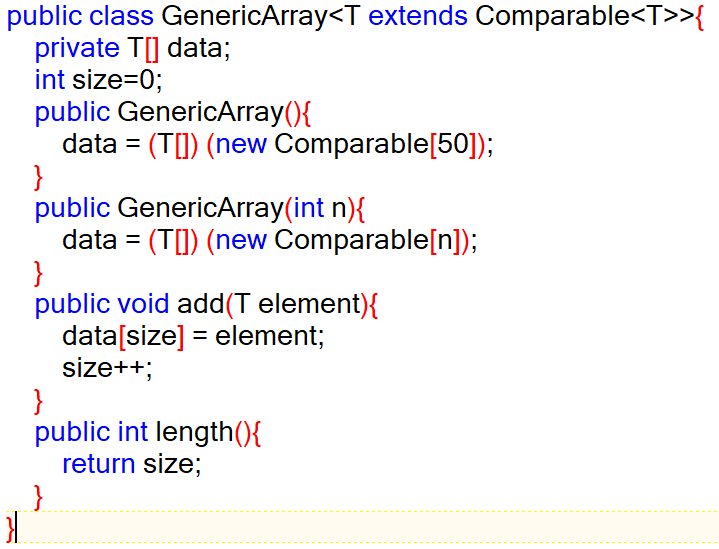 public class GenericArray<T extends Comparable<T>>{
private T[] data;
int size=0;
public GenericArray(){
data = (T[]) (new Comparable[50]);
}
public GenericArray(int n){
data = (T[]) (new Comparable[n]);
}
public void add(T element){
data[size] = element;
size++;
}
public int length(){
return size;
}
}